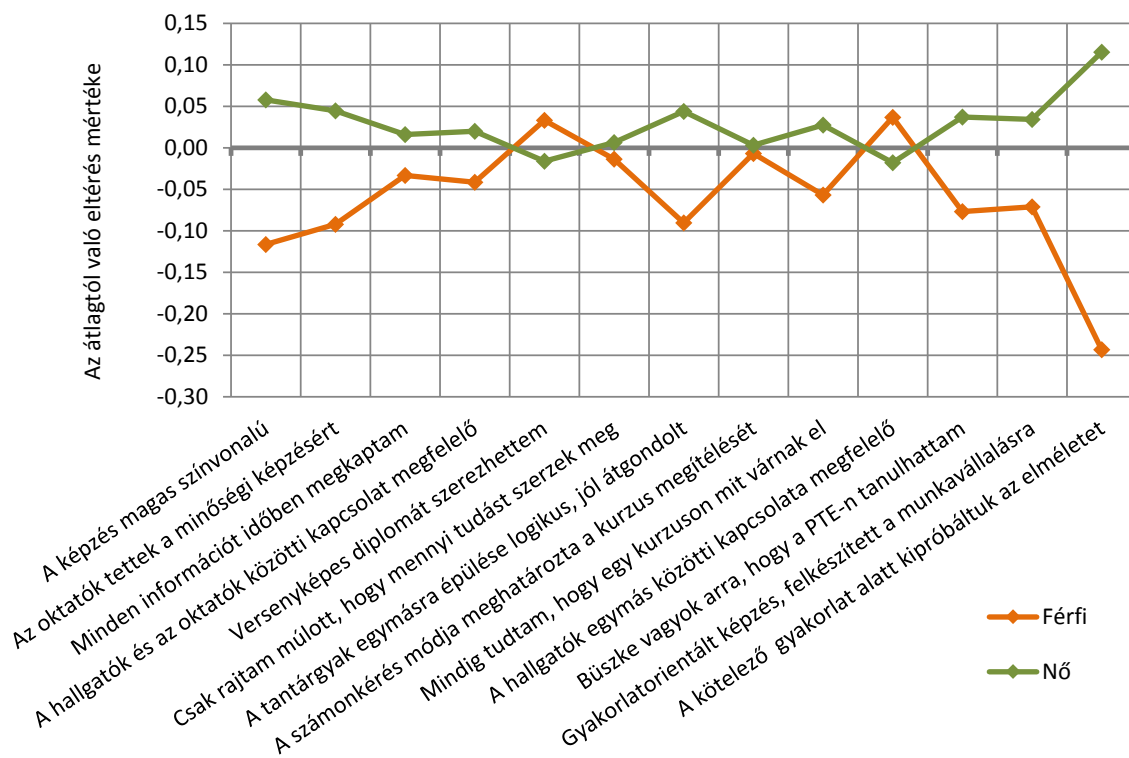 0,15
0,10
0,05
0,00
-0,05
-0,10
-0,15
-0,20
-0,25
-0,30
Az átlagtól való eltérés mértéke
A képzés magas színvonalú
Az oktatók tettek a minőségi képzésért
Minden információt időben megkaptam
A hallgatók és az oktatók közötti kapcsolat megfelelő
Versenyképes diplomát szerezhettem
Csak rajtam múlott, hogy mennyi tudást szerzek meg
A tantárgyak egymásra épülése logikus, jól átgondolt
A számonkérés módja meghatározta a kurzus megítélését
Mindig tudtam, hogy egy kurzuson mit várnak el
A hallgatók egymás közötti kapcsolata megfelelő
Büszke vagyok arra, hogy a PTE-n tanulhattam
Gyakorlatorientált képzés, felkészített a munkavállalásra
A kötelező gyakorlat alatt kipróbáltuk az elméletet
Férfi
Nő